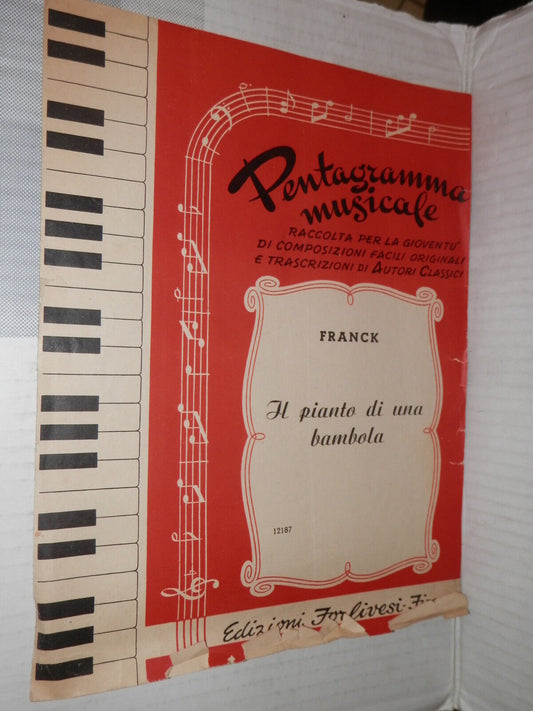 Pentagramma
musicale
RACCOLTA PER LA GIOVENTU'
DI COMPOSIZIONI FACILI ORIGINALI
E TRASCRIZIONI DI AUTORI CLASSICI
FRANCK
Il pianto di una
bambola
12187
Edizioni Forlivesi